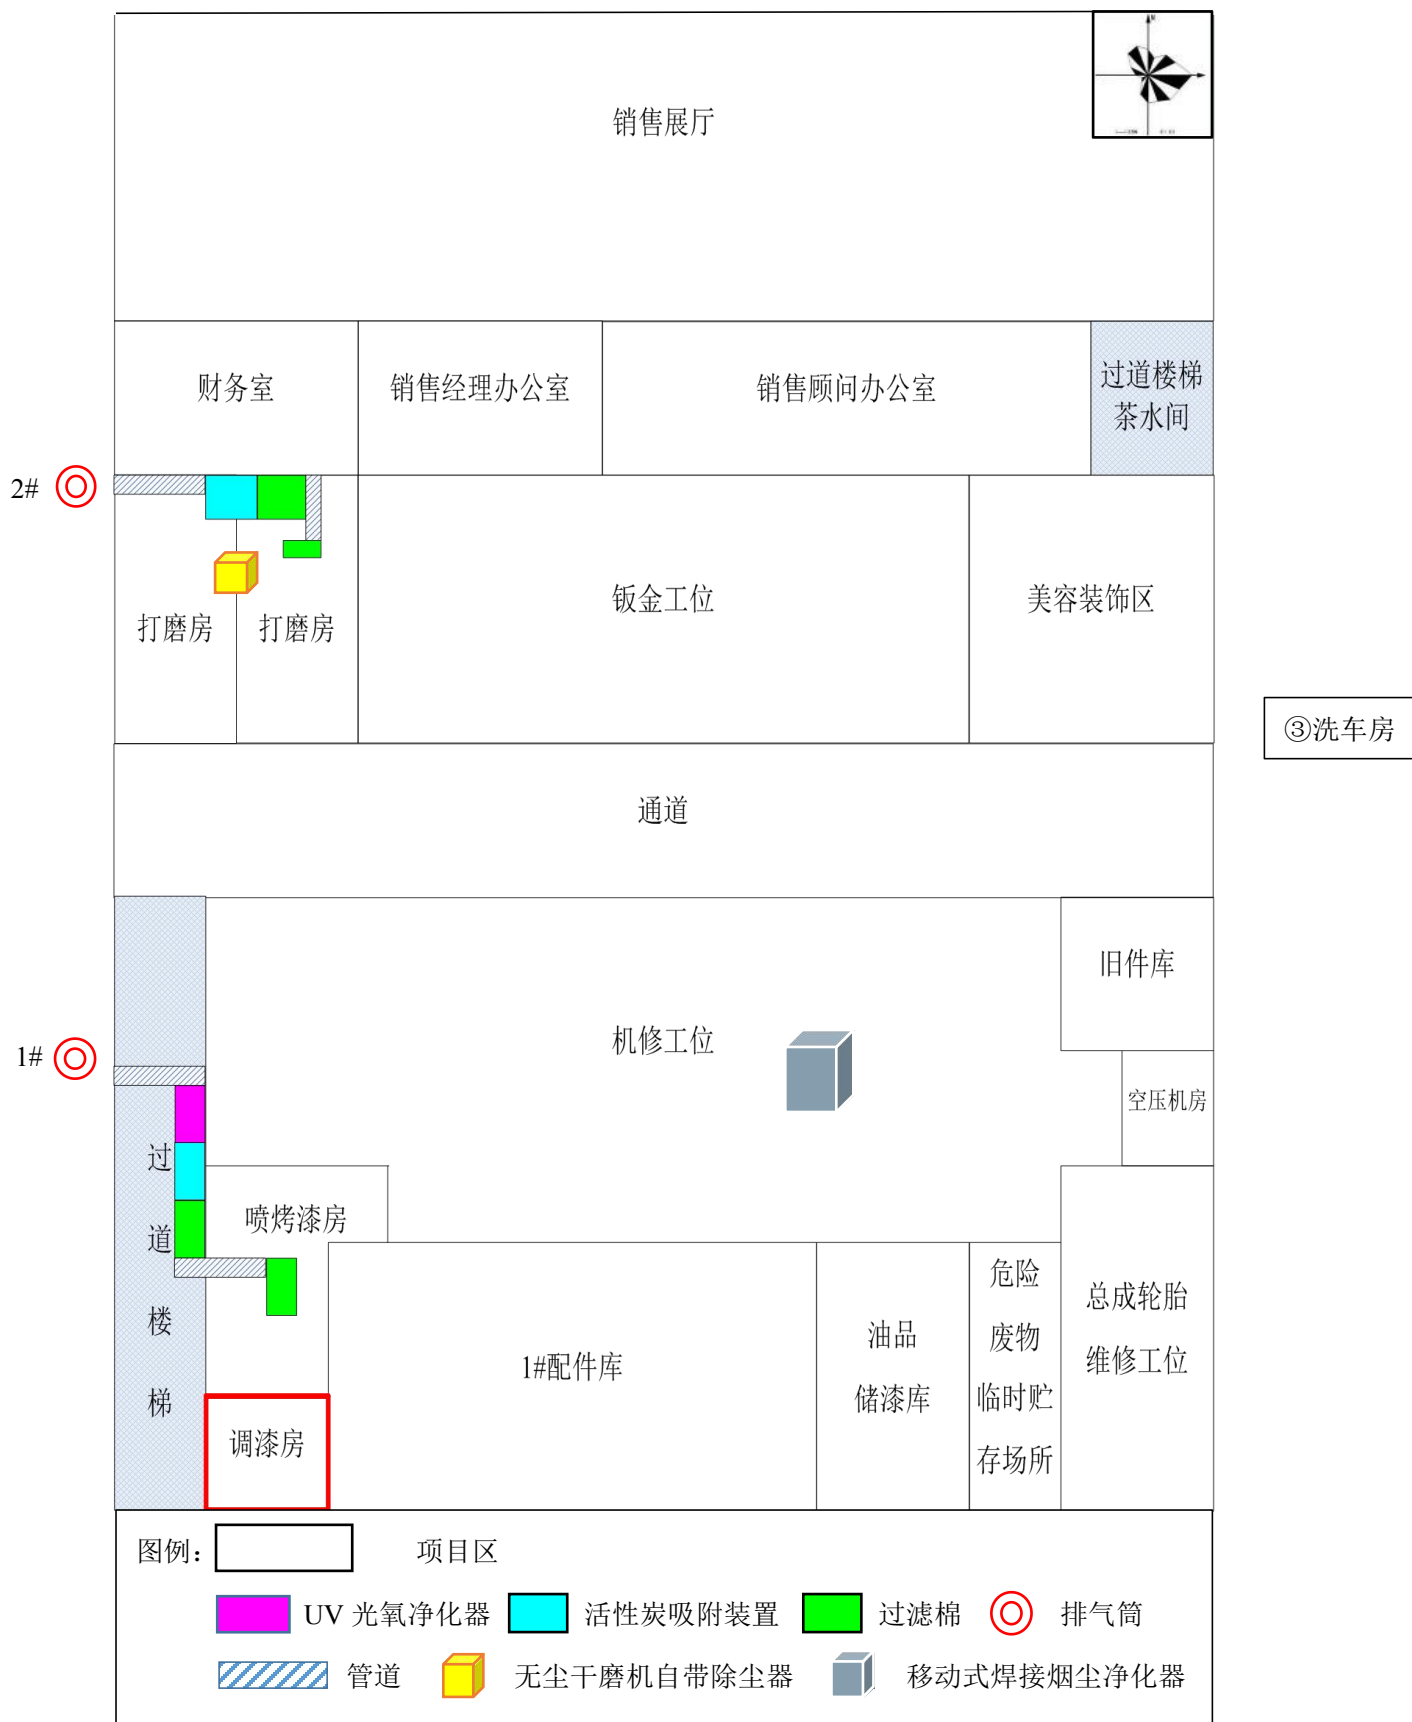 销售展厅
财务室
销售经理办公室
销售顾问办公室
过道楼梯
茶水间
2#
打磨房
打磨房
钣金工位
美容装饰区
③洗车房
通道
旧件库
机修工位
1#
空压机房
过
道
楼
梯
喷烤漆房
调漆房
1#配件库
油品
储漆库
危险
废物
临时贮
存场所
总成轮胎
维修工位
图例：
项目区
UV 光氧净化器
活性炭吸附装置
过滤棉
排气筒
管道
无尘干磨机自带除尘器
移动式焊接烟尘净化器